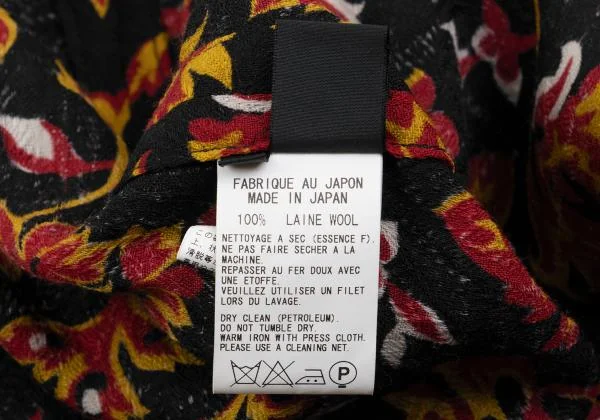 FABRIQUE AU JAPON
MADE IN JAPAN
100% LAINE WOOL
NETTOYAGE A SEC (ESSENCE F).
NE PAS FAIRE SECHER A LA
MACHINE.
REPASSER AU FER DOUX AVEC
UNE ETOFFE.
VEUILLEZ UTILISER UN FILET
LORS DU LAVAGE.
DRY CLEAN (PETROLEUM).
DO NOT TUMBLE DRY.
WARM IRON WITH PRESS CLOTH.
PLEASE USE A CLEANING NET.
P
この